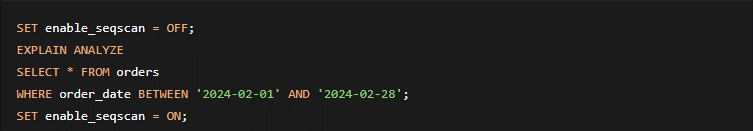 SET enable_seqscan = OFF;
EXPLAIN ANALYZE
SELECT * FROM orders
WHERE order_date BETWEEN '2024-02-01' AND '2024-02-28';
SET enable_seqscan = ON;